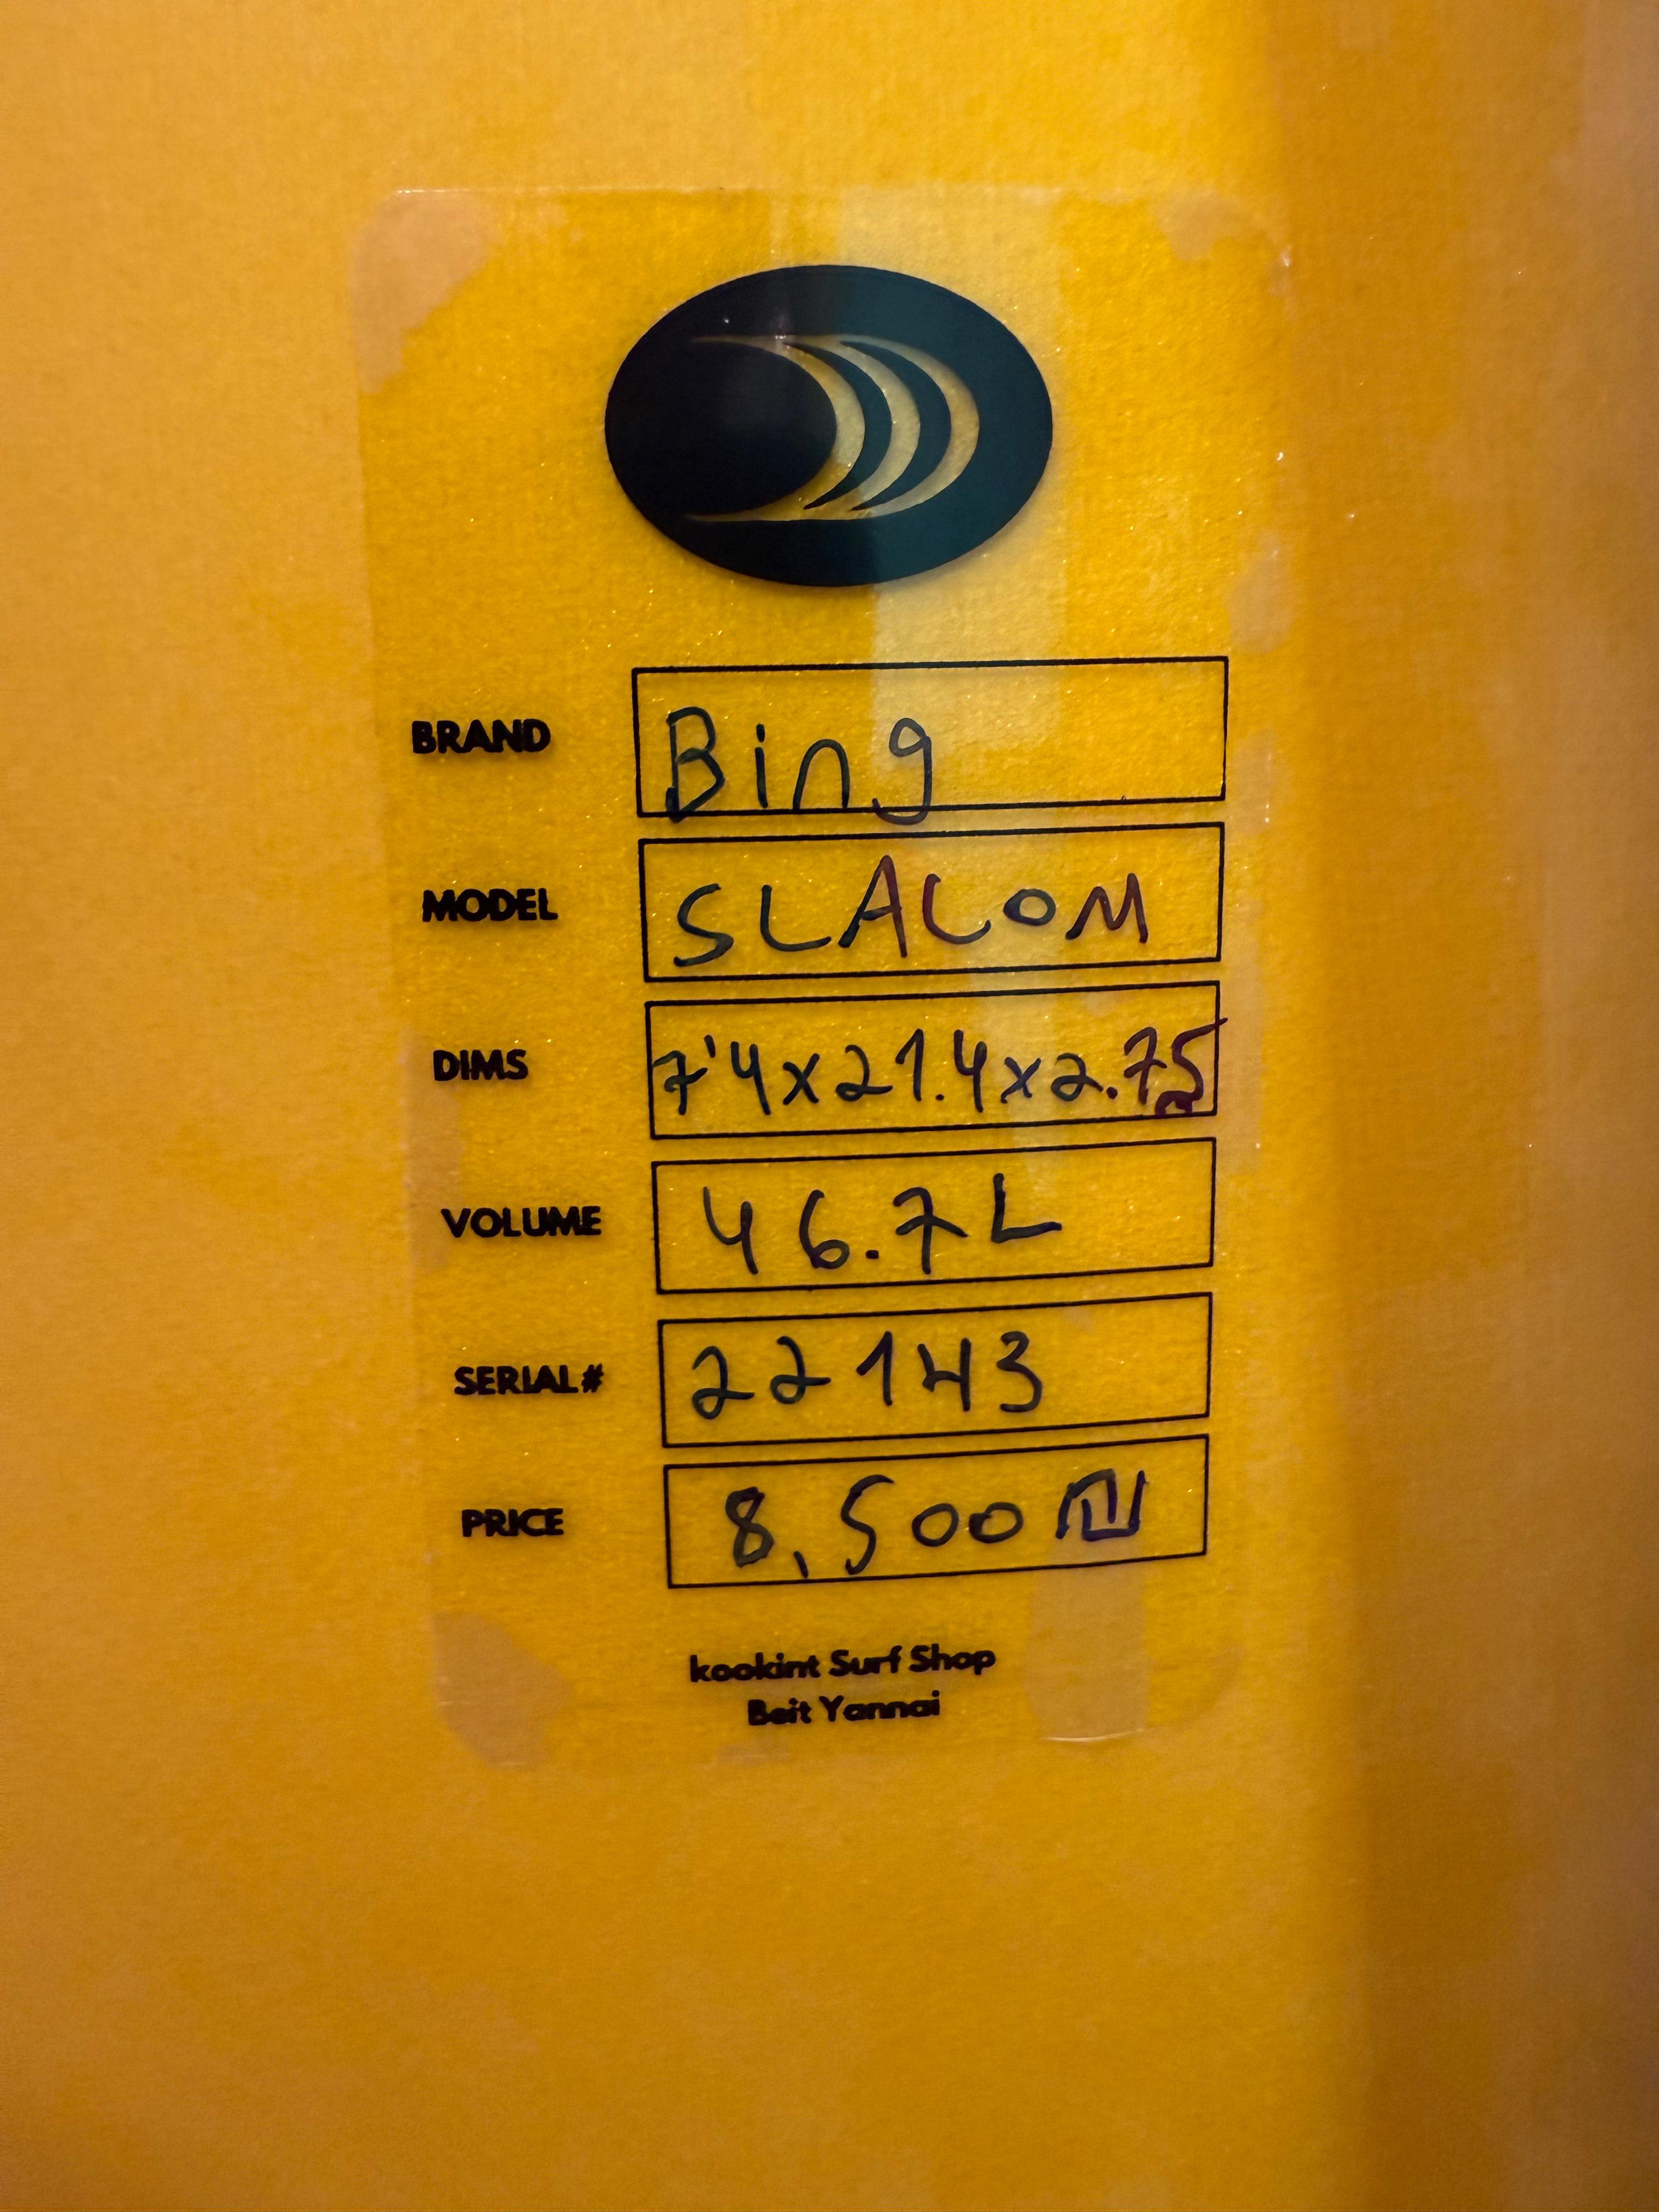 BRAND Bing
MODEL SLALOM
DIMS 7'4x21.4x2.75
VOLUME 46.7L
SERIAL# 22143
PRICE 8,500₪
kookint Surf Shop
Beit Yannai